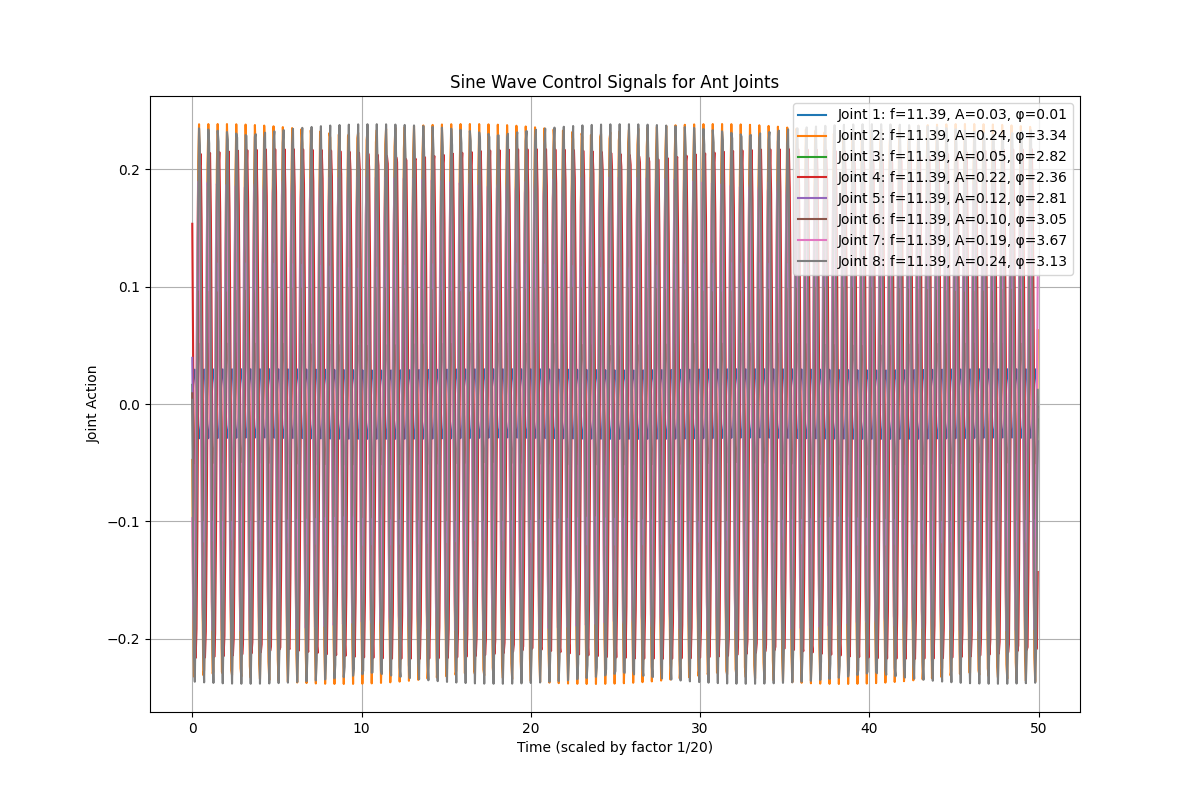 Sine Wave Control Signals for Ant Joints
Joint 1: f=11.39, A=0.03, φ=0.01
Joint 2: f=11.39, A=0.24, φ=3.34
Joint 3: f=11.39, A=0.05, φ=2.82
Joint 4: f=11.39, A=0.22, φ=2.36
Joint 5: f=11.39, A=0.12, φ=2.81
Joint 6: f=11.39, A=0.10, φ=3.05
Joint 7: f=11.39, A=0.19, φ=3.67
Joint 8: f=11.39, A=0.24, φ=3.13
Joint Action
0.2
0.1
0.0
−0.1
−0.2
0 10 20 30 40 50
Time (scaled by factor 1/20)